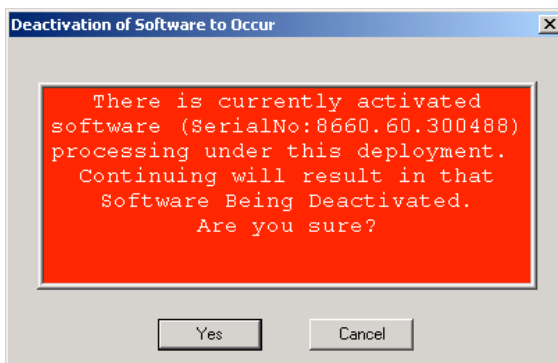 Deactivation of Software to Occur
There is currently activated
software (SerialNo:8660.60.300488)
processing under this deployment.
Continuing will result in that
Software Being Deactivated.
Are you sure?
Yes Cancel